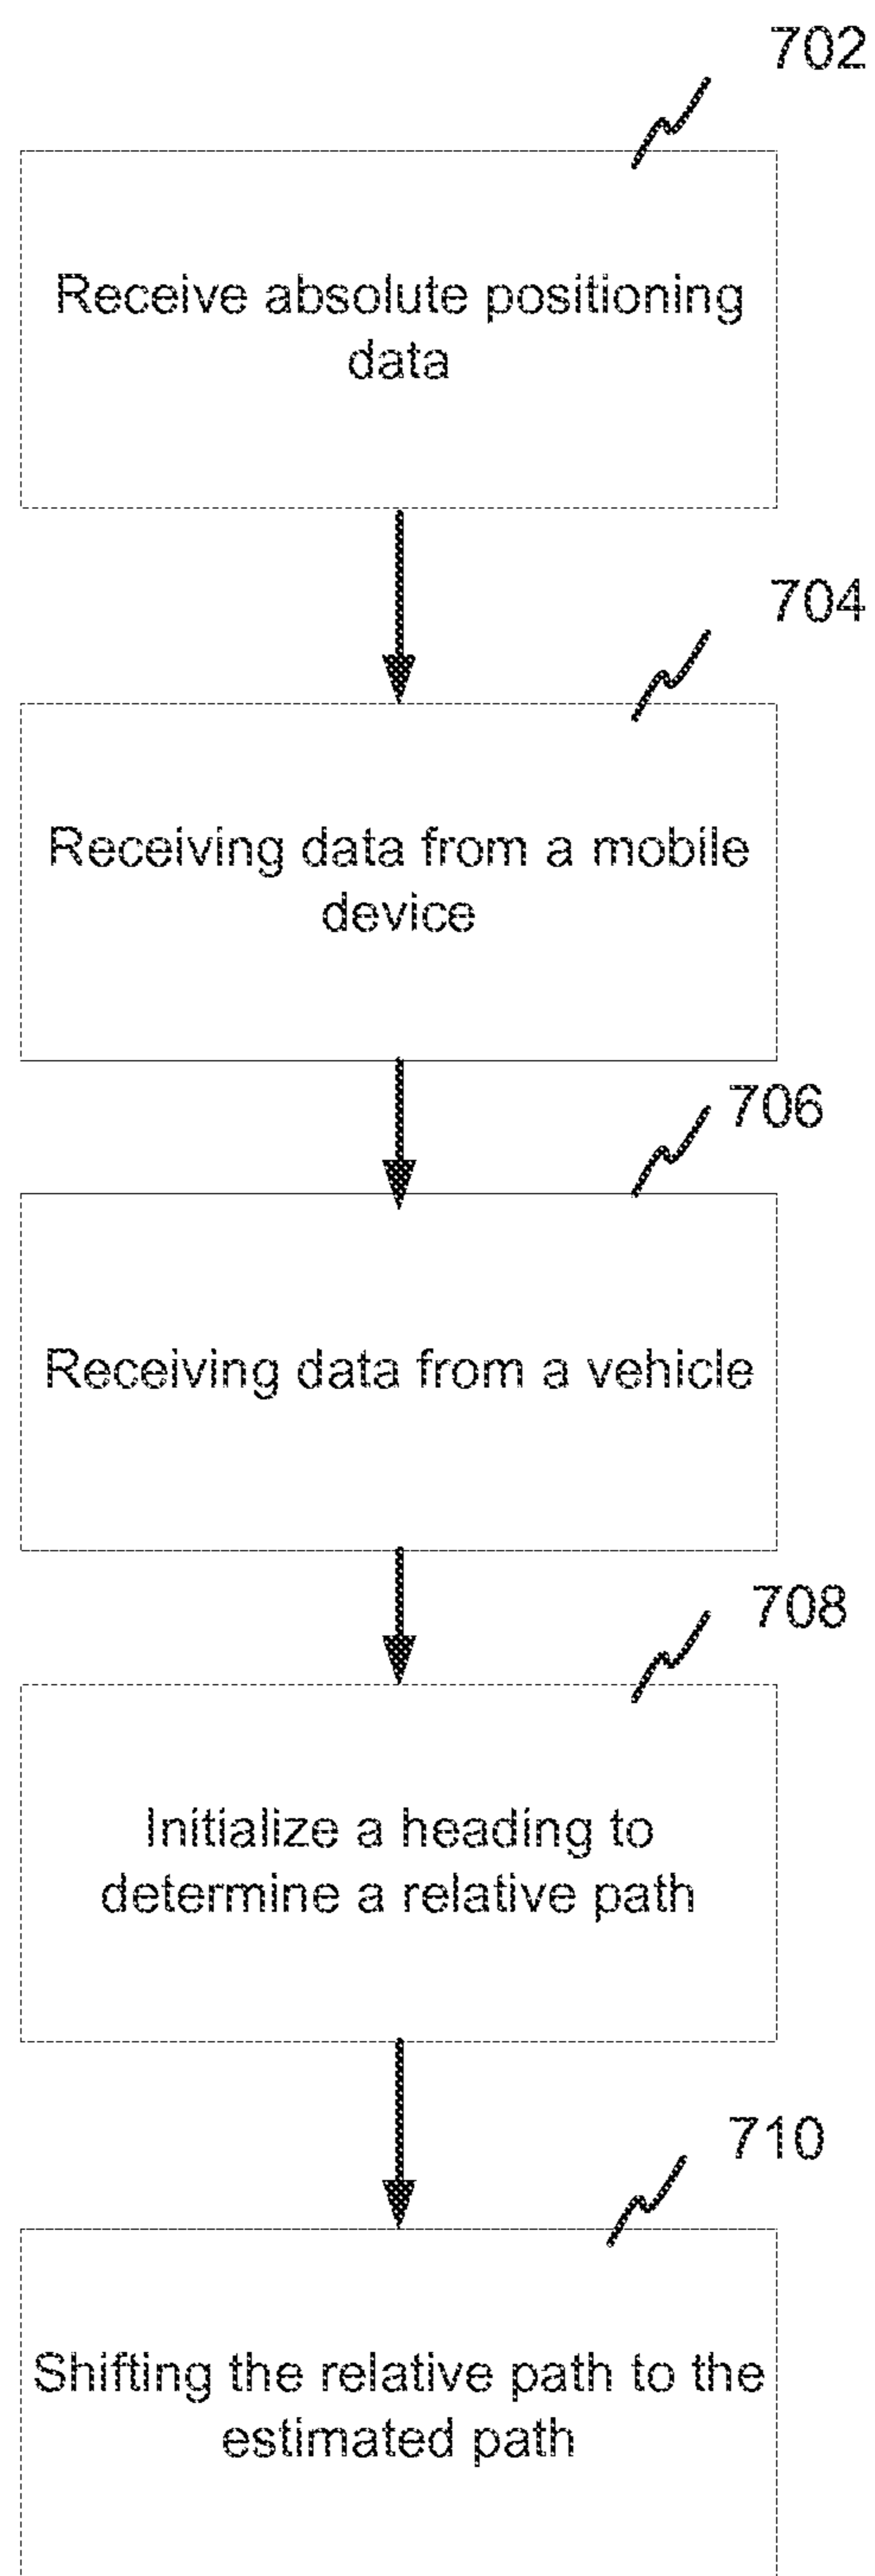 702
Receive absolute positioning
data
704
Receiving data from a mobile
device
706
Receiving data from a vehicle
708
Initialize a heading to
determine a relative path
710
Shifting the relative path to the
estimated path